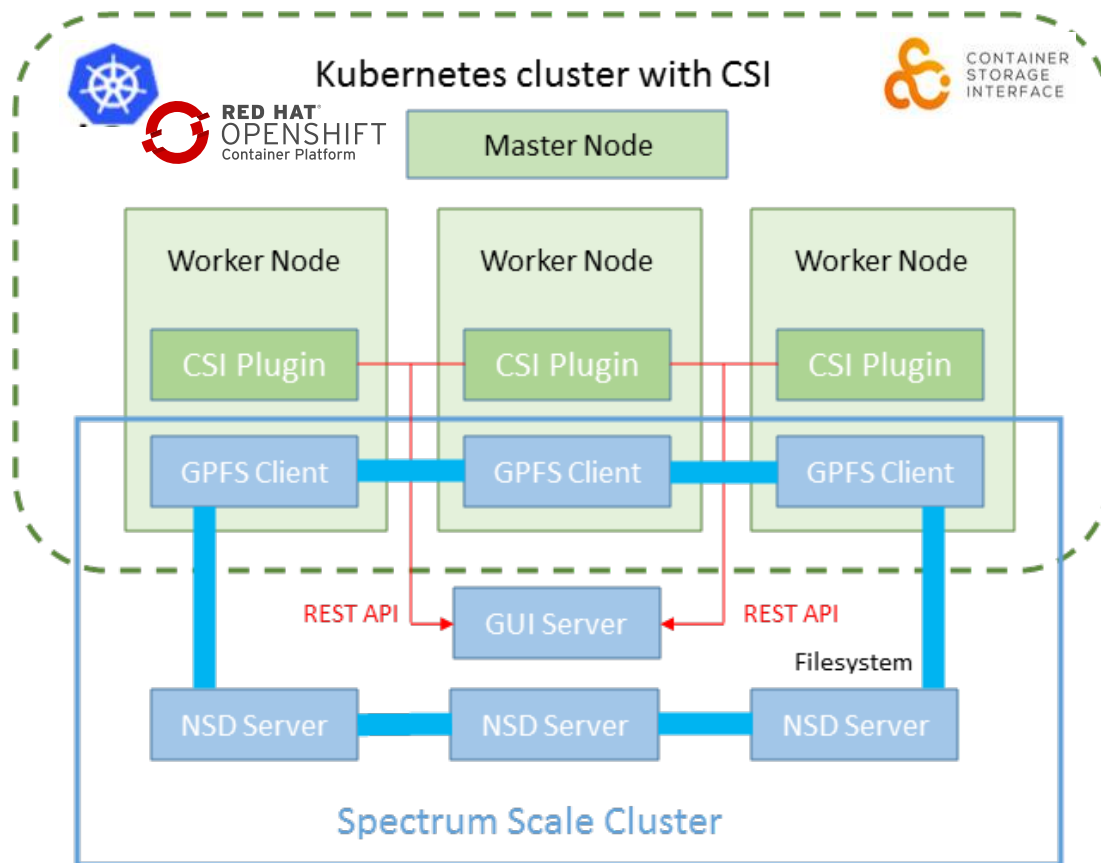 Kubernetes cluster with CSI
CONTAINER
STORAGE
INTERFACE
RED HAT®
OPENSHIFT
Container Platform
Master Node
Worker Node
Worker Node
Worker Node
CSI Plugin
CSI Plugin
CSI Plugin
GPFS Client
GPFS Client
GPFS Client
REST API
GUI Server
REST API
Filesystem
NSD Server
NSD Server
NSD Server
Spectrum Scale Cluster